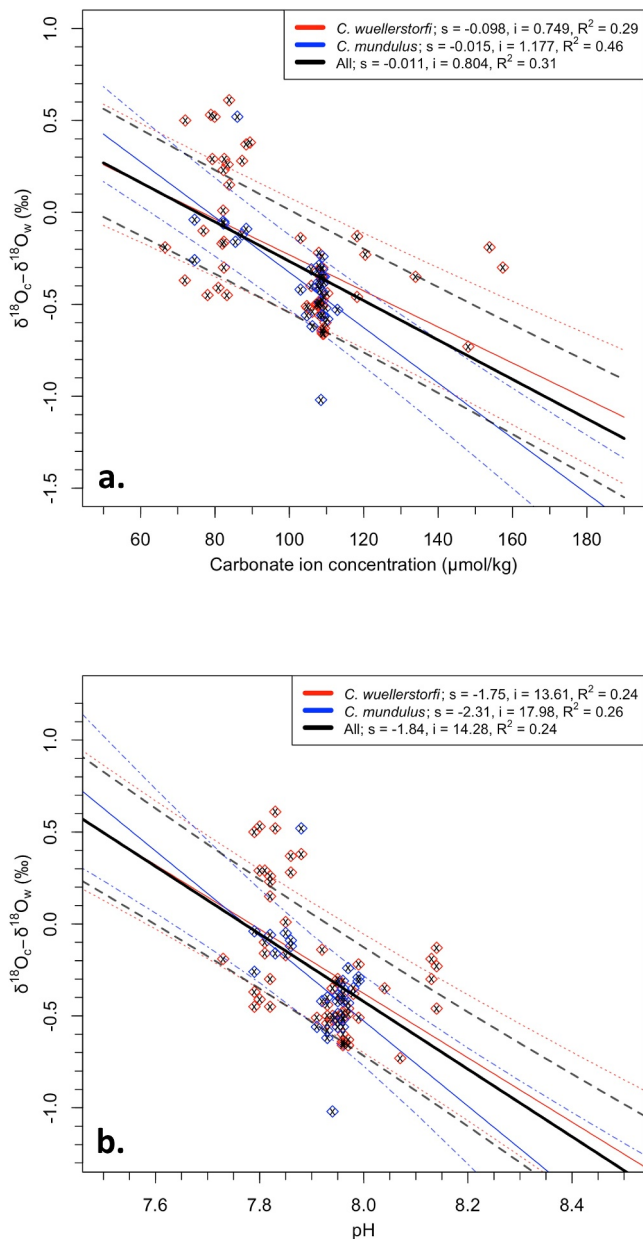 C. wuellerstorfi; s = -0.098, i = 0.749, R² = 0.29
C. mundulus; s = -0.015, i = 1.177, R² = 0.46
All; s = -0.011, i = 0.804, R² = 0.31
1.0
0.5
0.0
-0.5
-1.0
-1.5
δ¹⁸Oc–δ¹⁸Ow (‰)
a.
60 80 100 120 140 160 180
Carbonate ion concentration (µmol/kg)
C. wuellerstorfi; s = -1.75, i = 13.61, R² = 0.24
C. mundulus; s = -2.31, i = 17.98, R² = 0.26
All; s = -1.84, i = 14.28, R² = 0.24
1.0
0.5
0.0
-0.5
-1.0
δ¹⁸Oc–δ¹⁸Ow (‰)
b.
7.6 7.8 8.0 8.2 8.4
pH